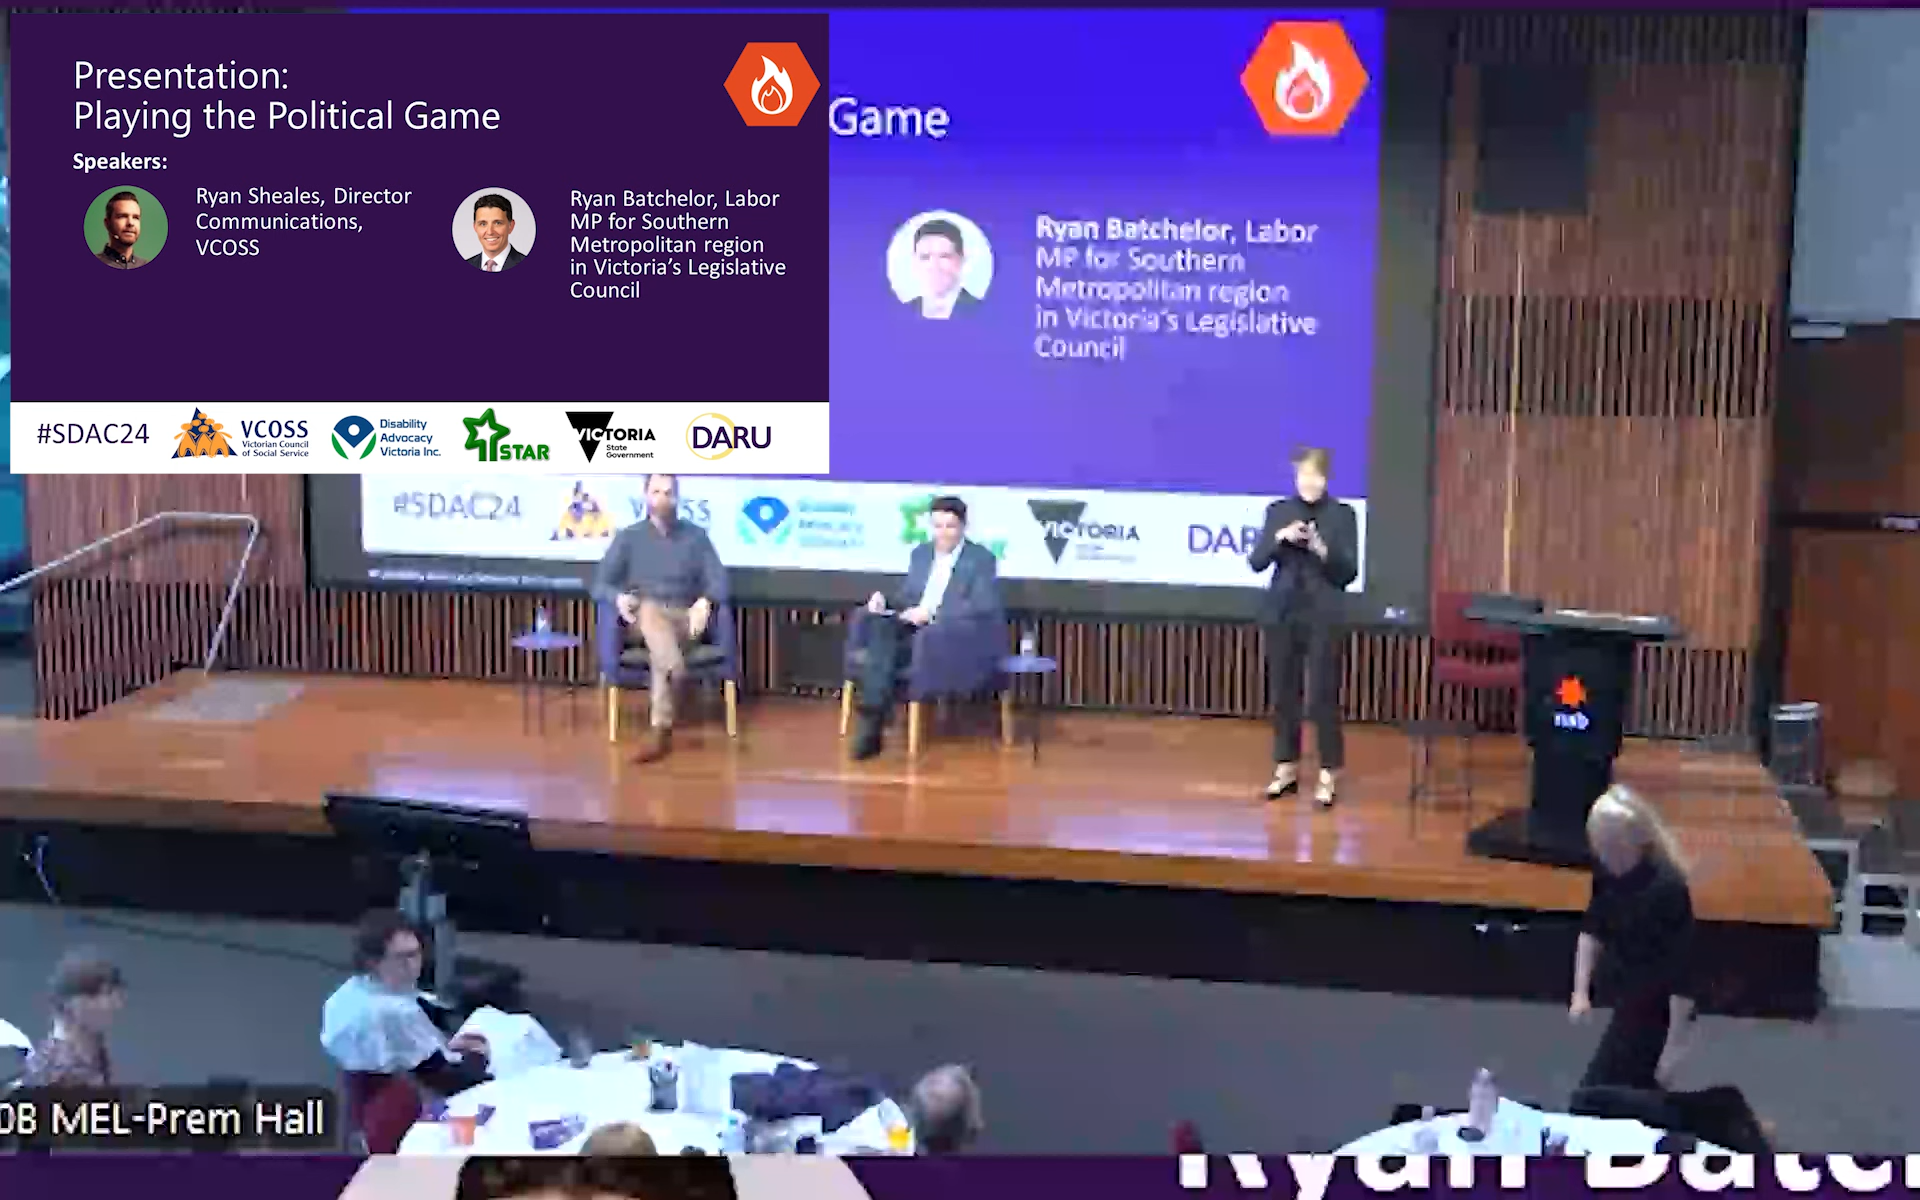 Presentation:
Playing the Political Game
Speakers:
Ryan Sheales, Director
Communications,
VCOSS
Ryan Batchelor, Labor
MP for Southern
Metropolitan region
in Victoria's Legislative
Council
#SDAC24
VCOSS
Victorian Council
of Social Service
Disability
Advocacy
Victoria Inc.
STAR
VICTORIA
State
Government
DARU
Game
Ryan Batchelor, Labor
MP for Southern
Metropolitan region
in Victoria's Legislative
Council
#SDAC24
VICTORIA
nab
MEL-Prem Hall
Ryan